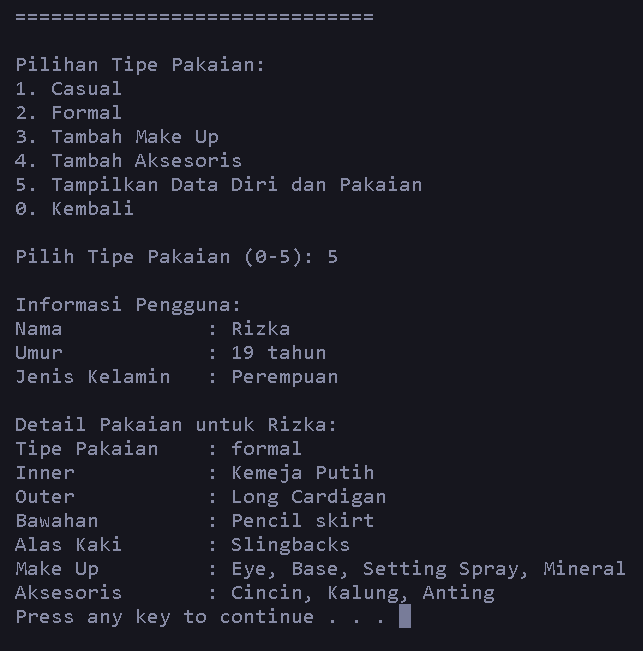 ==============================
Pilihan Tipe Pakaian:
1. Casual
2. Formal
3. Tambah Make Up
4. Tambah Aksesoris
5. Tampilkan Data Diri dan Pakaian
0. Kembali
Pilih Tipe Pakaian (0-5): 5
Informasi Pengguna:
Nama            : Rizka
Umur            : 19 tahun
Jenis Kelamin   : Perempuan
Detail Pakaian untuk Rizka:
Tipe Pakaian    : formal
Inner           : Kemeja Putih
Outer           : Long Cardigan
Bawahan         : Pencil skirt
Alas Kaki       : Slingbacks
Make Up         : Eye, Base, Setting Spray, Mineral
Aksesoris       : Cincin, Kalung, Anting
Press any key to continue . . .